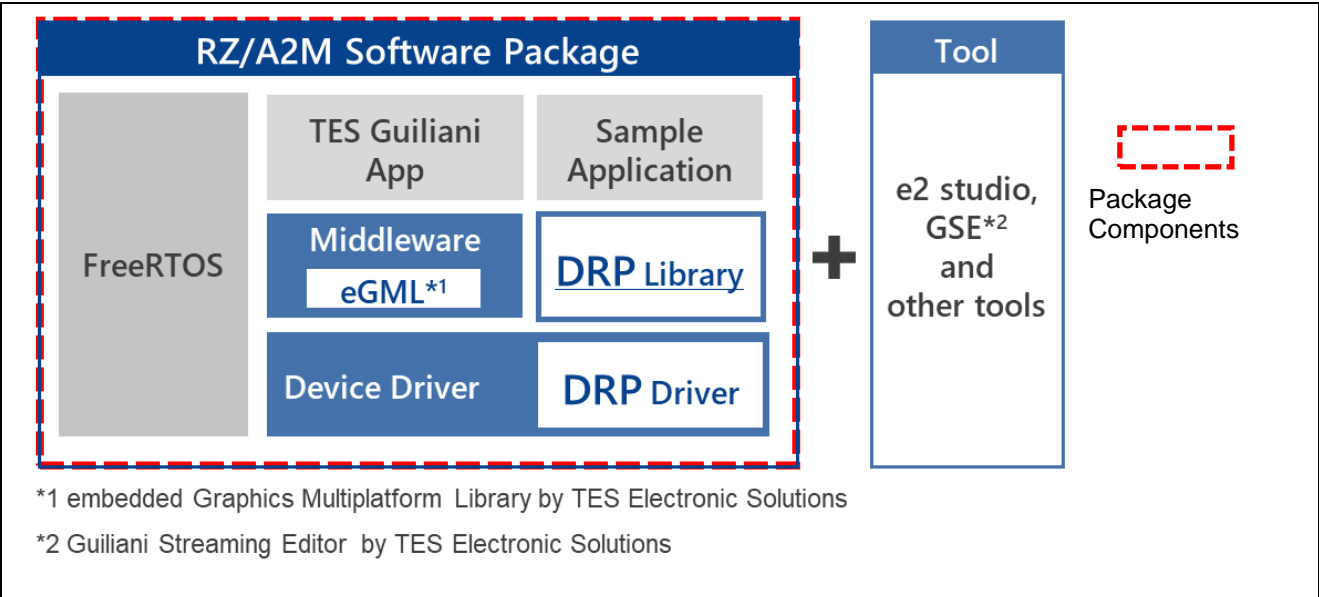 RZ/A2M Software Package
Tool
FreeRTOS
TES Guiliani
App
Sample
Application
Middleware
eGML*1
DRP Library
Device Driver
DRP Driver
e2 studio,
GSE*2
and
other tools
Package
Components
*1 embedded Graphics Multiplatform Library by TES Electronic Solutions
*2 Guiliani Streaming Editor by TES Electronic Solutions